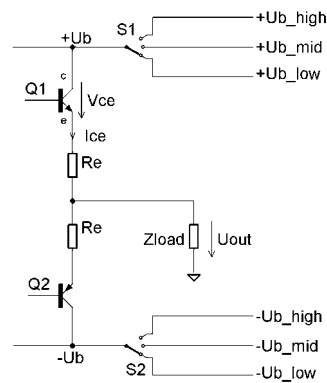 S1
+Ub_high
+Ub
+Ub_mid
+Ub_low
Q1
c
Vce
e
Ice
Re
Re
Zload
Uout
Q2
-Ub_high
-Ub
-Ub_mid
S2
-Ub_low